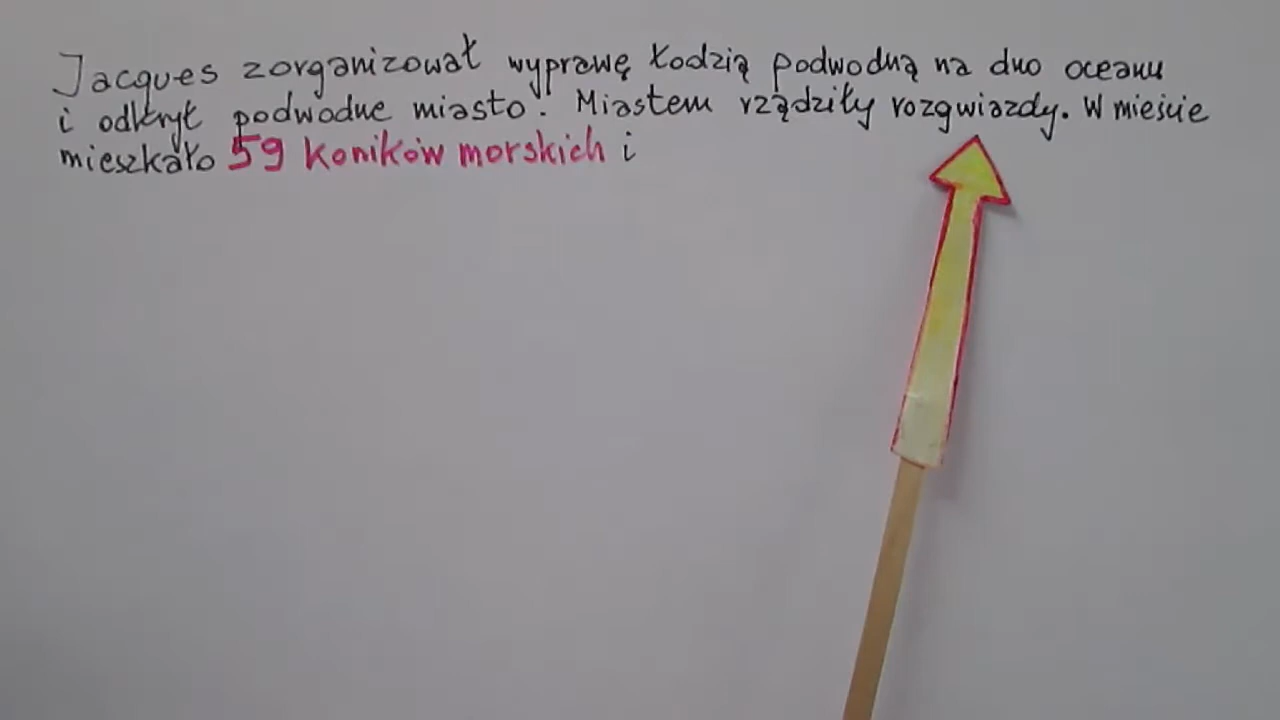 Jacques zorganizował wyprawę łodzią podwodną na dno oceanu
i odkrył podwodne miasto. Miastem rządziły rozgwiazdy. W mieście
mieszkało 59 koników morskich i